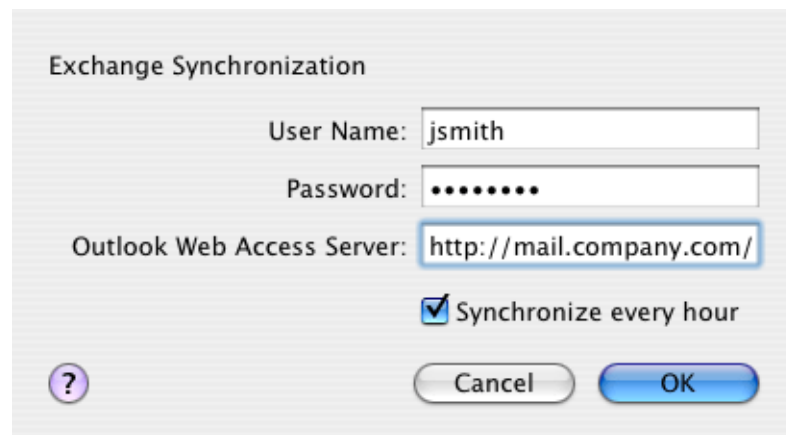 Exchange Synchronization
User Name: jsmith
Password: ••••••••
Outlook Web Access Server: http://mail.company.com/
Synchronize every hour
? Cancel OK